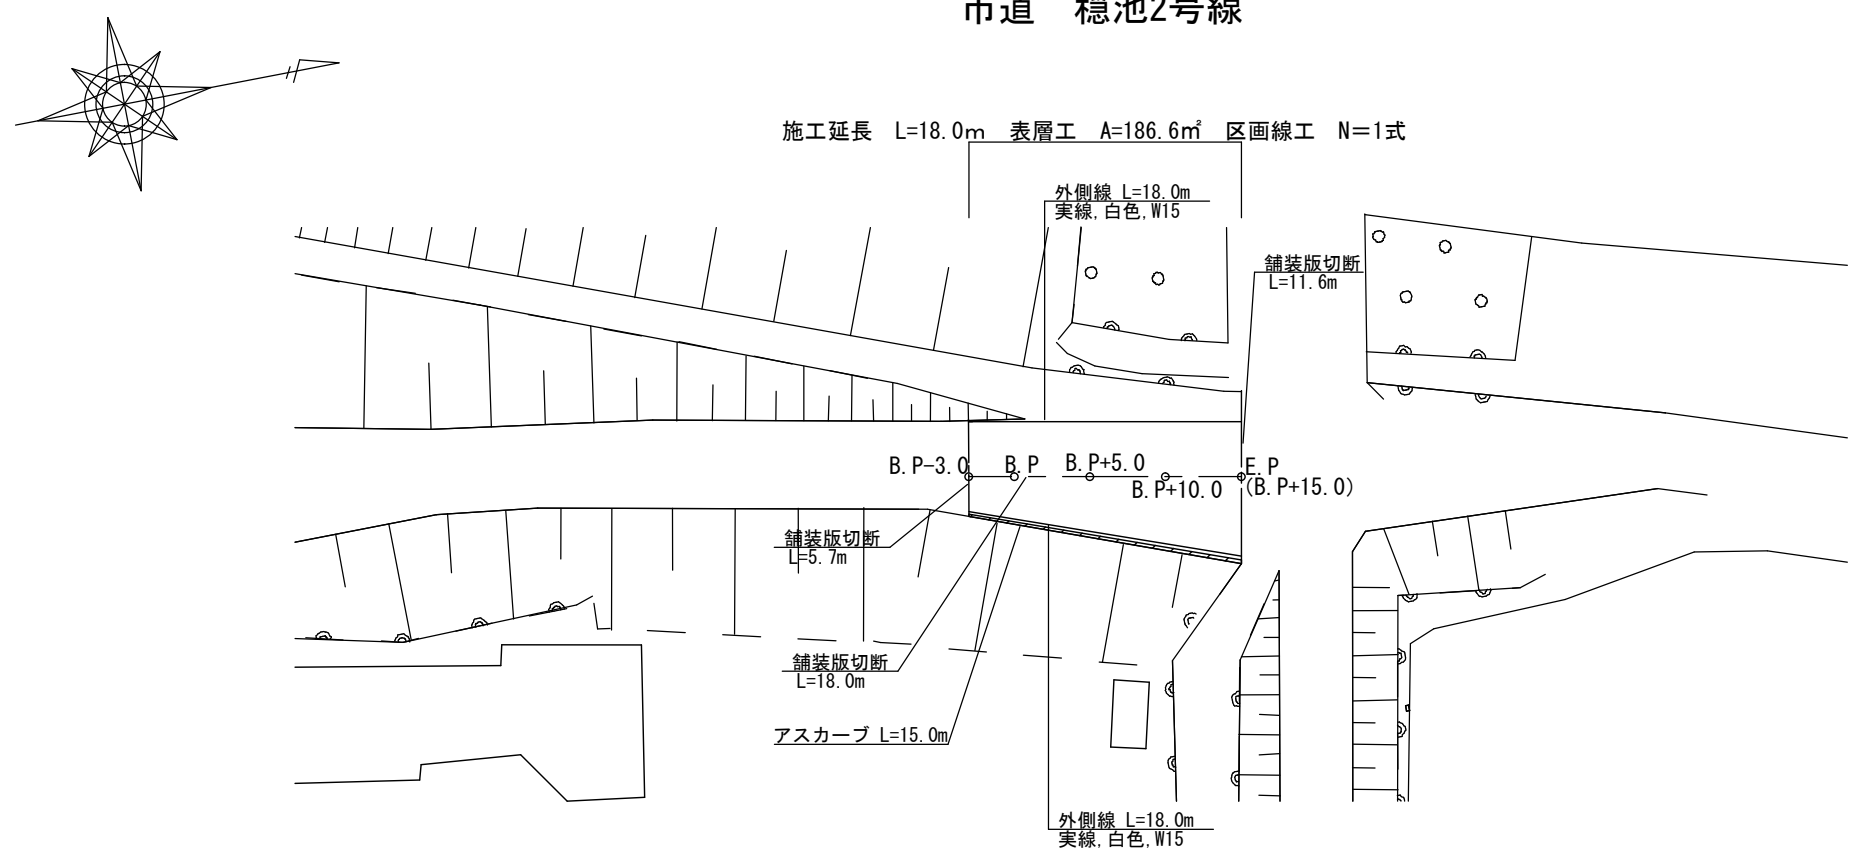 市道　穏池2号線
施工延長　L=18.0m　表層工　A=186.6㎡　区画線工　N＝1式
外側線 L=18.0m
実線,白色,W15
舗装版切断
L=11.6m
B.P-3.0
B.P
B.P+5.0
B.P+10.0
E.P
(B.P+15.0)
舗装版切断
L=5.7m
舗装版切断
L=18.0m
アスカーブ L=15.0m
外側線 L=18.0m
実線,白色,W15